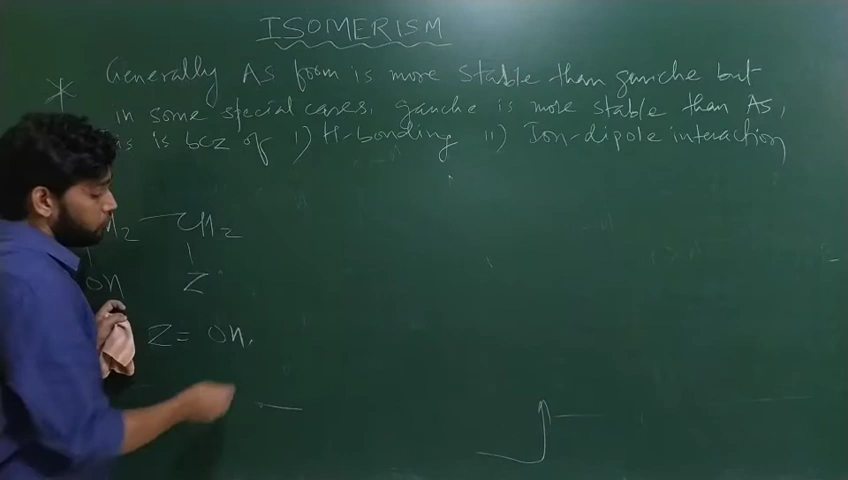 ISOMERISM
* Generally As form is more stable than gauche but
in some special cases, gauche is more stable than As,
is bcz of i) H-bonding ii) Ion-dipole interaction
CH2
OH Z
Z = OH,